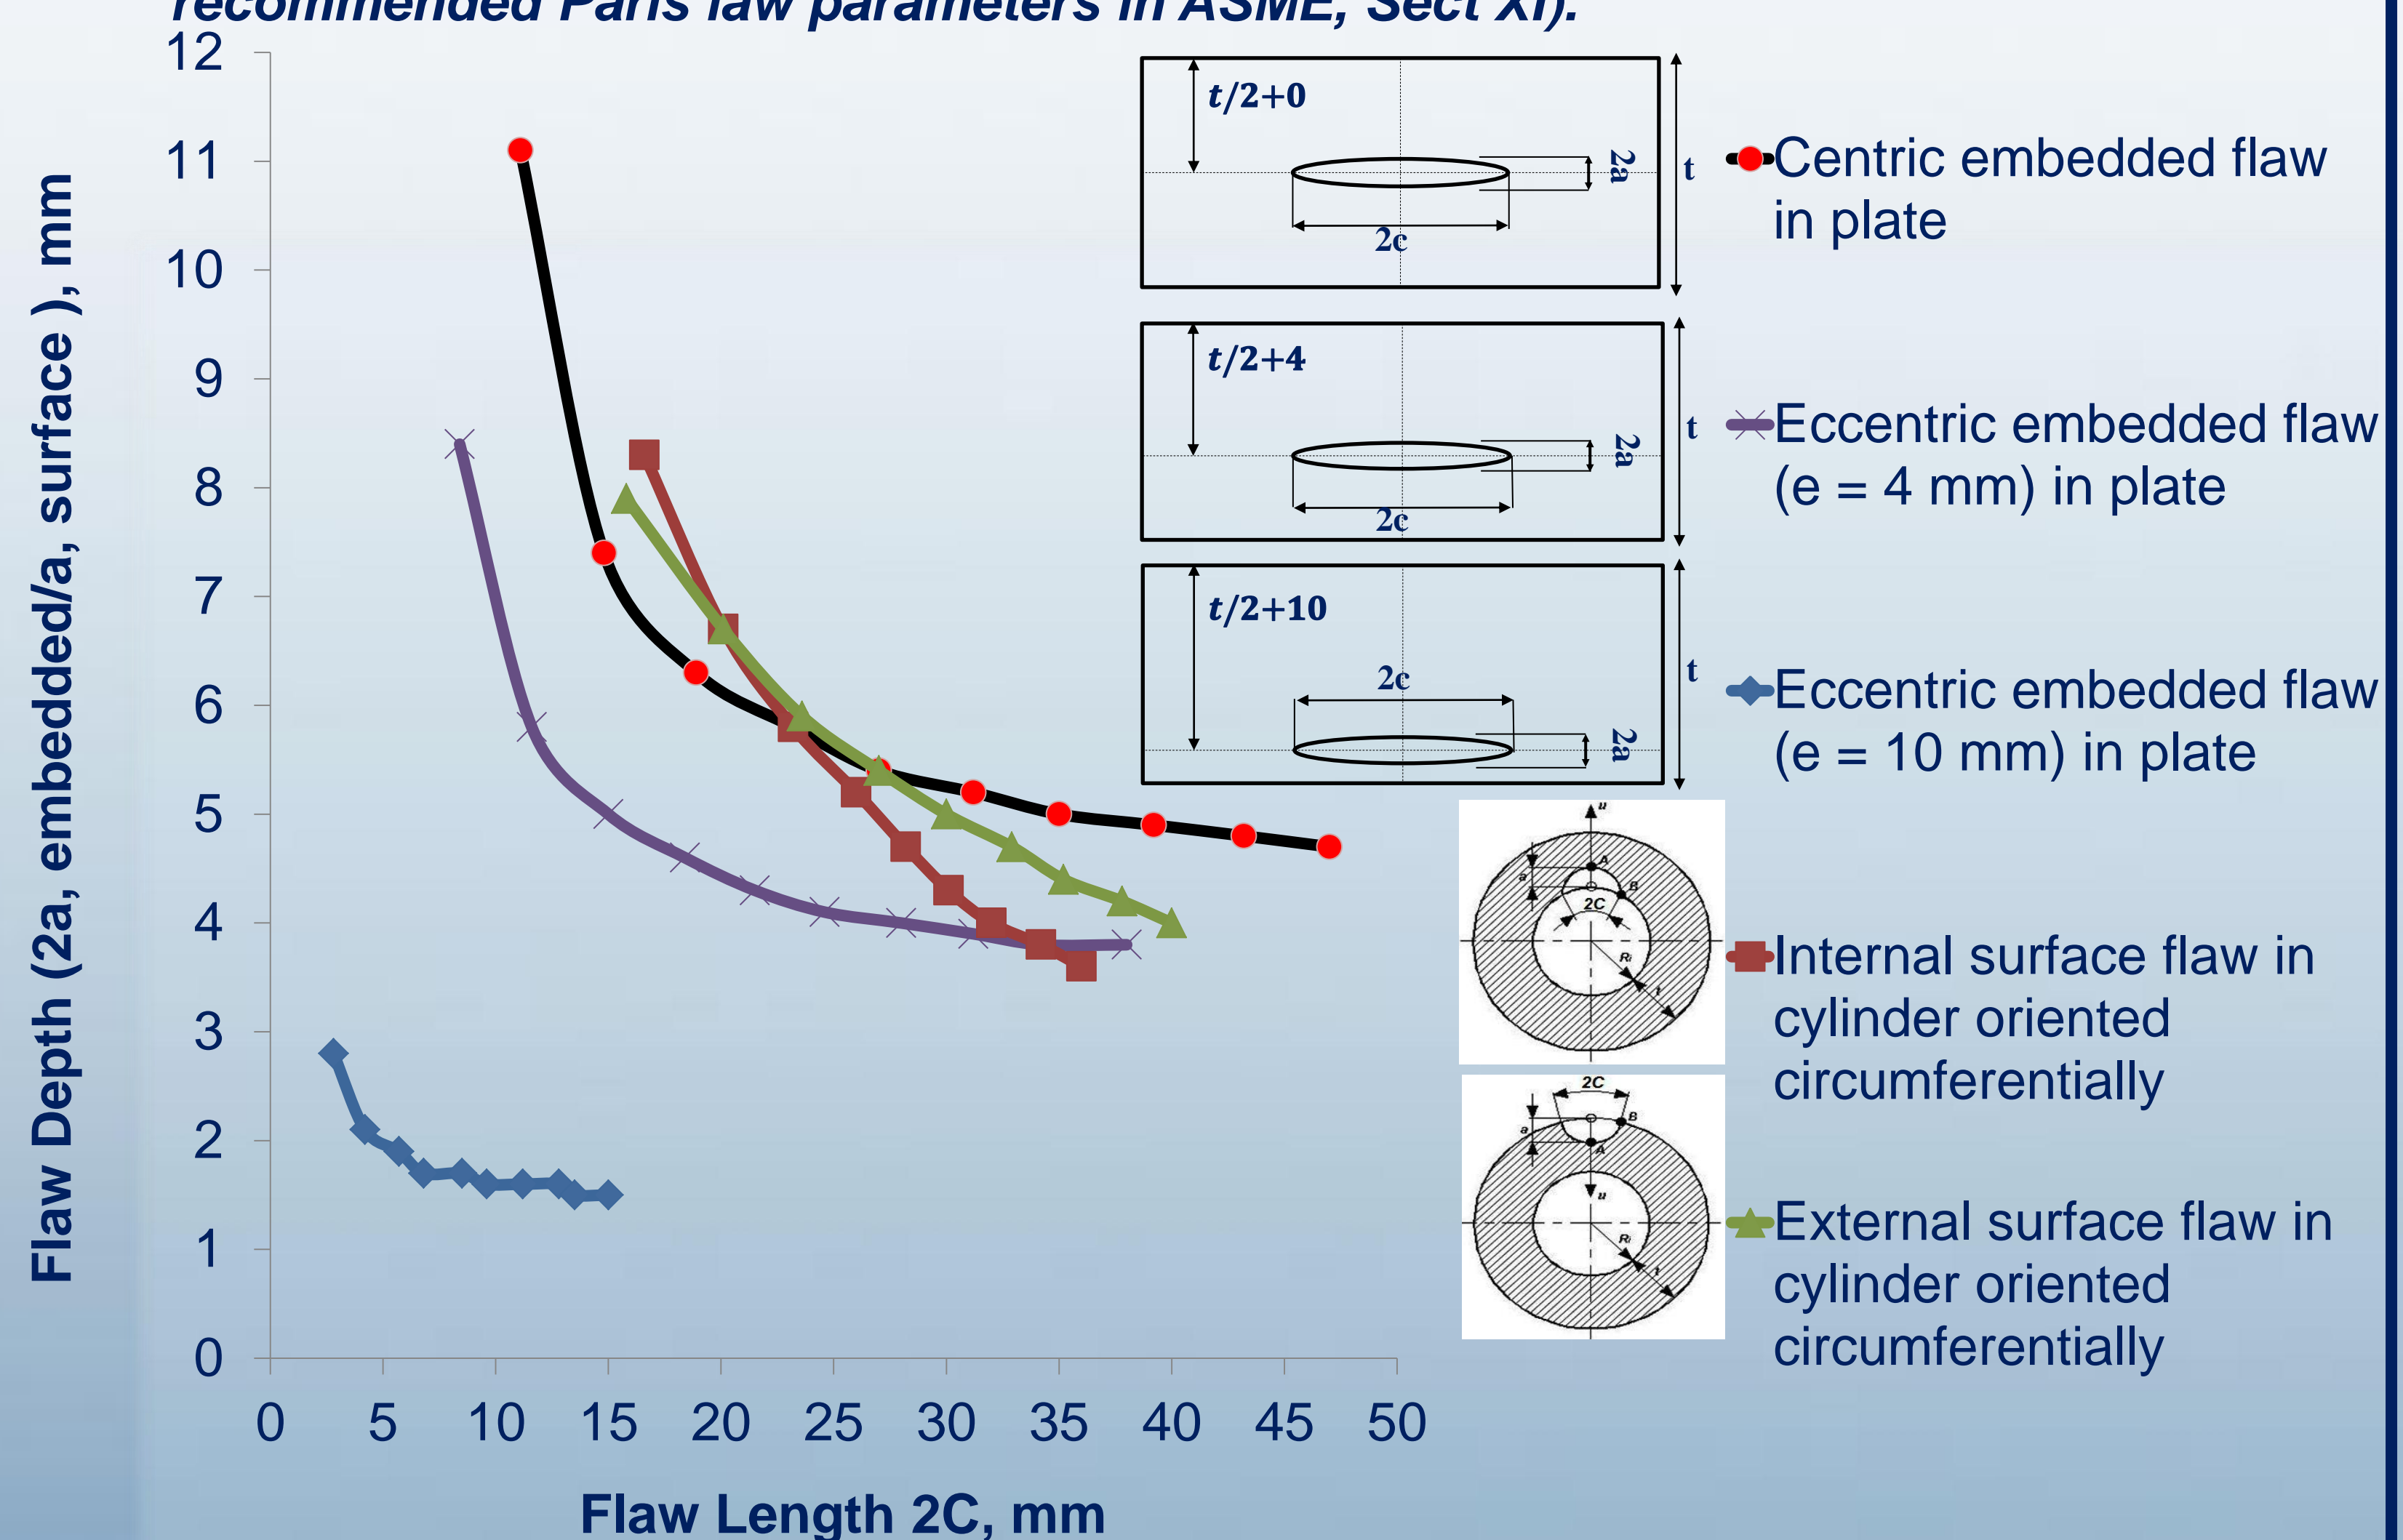 recommended Paris law parameters in ASME, Sect XI).
Flaw Depth (2a, embedded/a, surface ), mm
12
11
10
9
8
7
6
5
4
3
2
1
0
0 5 10 15 20 25 30 35 40 45 50
Flaw Length 2C, mm
t/2+0
2a
t
2c
t/2+4
2a
t
2c
t/2+10
2c
2a
t
u
A
a
B
2C
Ri
t
2C
B
a
A
u
Ri
t
Centric embedded flaw
in plate
Eccentric embedded flaw
(e = 4 mm) in plate
Eccentric embedded flaw
(e = 10 mm) in plate
Internal surface flaw in
cylinder oriented
circumferentially
External surface flaw in
cylinder oriented
circumferentially